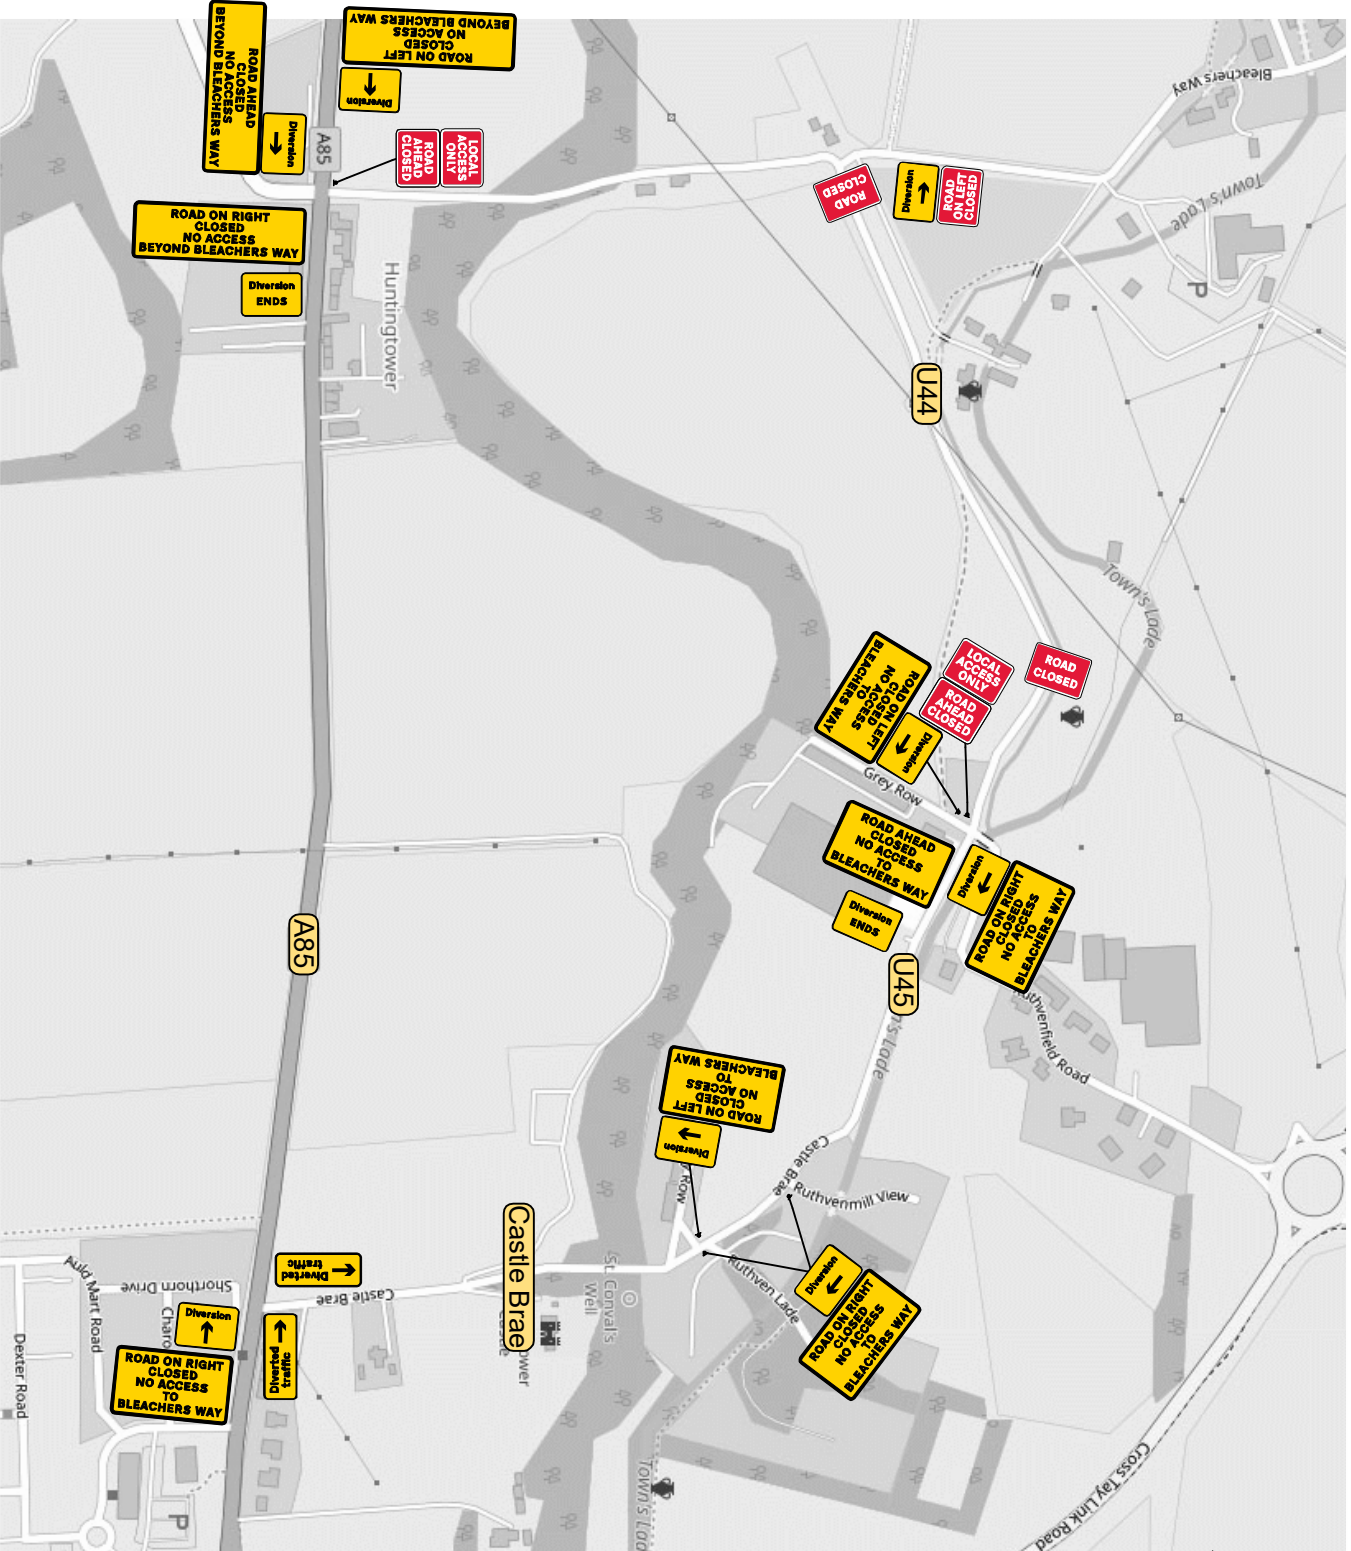 ROAD AHEAD
CLOSED
NO ACCESS
BEYOND BLEACHERS WAY
Diversion
ROAD ON LEFT
CLOSED
NO ACCESS
BEYOND BLEACHERS WAY
Diversion
A85
ROAD
AHEAD
CLOSED
LOCAL
ACCESS
ONLY
ROAD ON RIGHT
CLOSED
NO ACCESS
BEYOND BLEACHERS WAY
Diversion
ENDS
Huntingtower
ROAD
CLOSED
Diversion
ROAD
ON LEFT
CLOSED
Bleachers Way
Town's Lade
P
U44
Town's Lade
LOCAL
ACCESS
ONLY
ROAD
AHEAD
CLOSED
ROAD
CLOSED
ROAD ON LEFT
CLOSED
NO ACCESS
TO
BLEACHERS WAY
Diversion
Grey Row
ROAD AHEAD
CLOSED
NO ACCESS
TO
BLEACHERS WAY
Diversion
ENDS
Diversion
ROAD ON RIGHT
CLOSED
NO ACCESS
TO
BLEACHERS WAY
A85
U45
Ruthvenfield Road
ROAD ON LEFT
CLOSED
NO ACCESS
TO
BLEACHERS WAY
Diversion
Row
Castle Brae
Ruthvenmill View
Ruthven Lade
Diversion
ROAD ON RIGHT
CLOSED
NO ACCESS
TO
BLEACHERS WAY
Diverted
traffic
Castle Brae
Castle Brae
St. Conval's
Well
Shorthorn Drive
Auld Mart Road
Dexter Road
Diversion
ROAD ON RIGHT
CLOSED
NO ACCESS
TO
BLEACHERS WAY
Diverted
traffic
P
Cross Tay Link Road